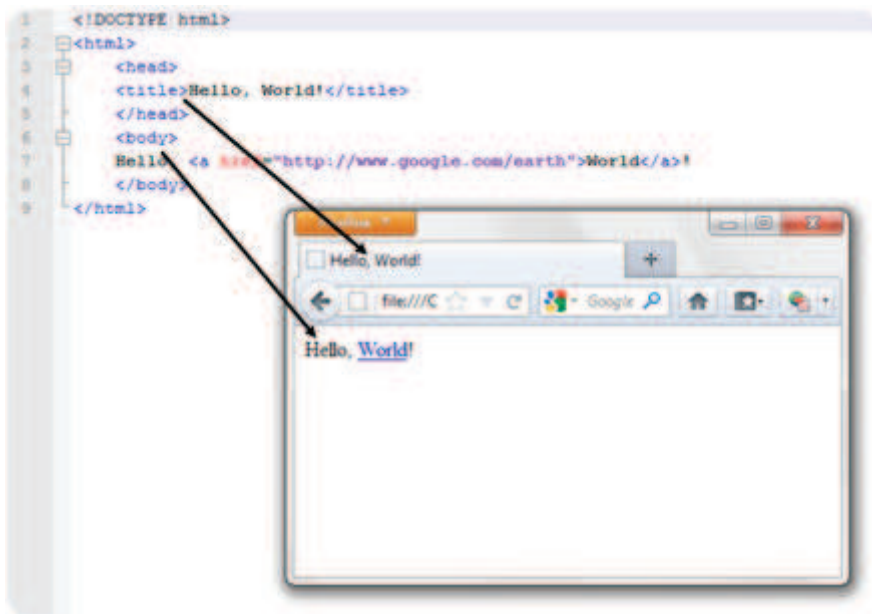 1 <!DOCTYPE html>
2 <html>
3 <head>
4 <title>Hello, World!</title>
5 </head>
6 <body>
7 Hello, <a href="http://www.google.com/earth">World</a>!
8 </body>
9 </html>
Hello, World!
file:///C
Google
Hello, World!